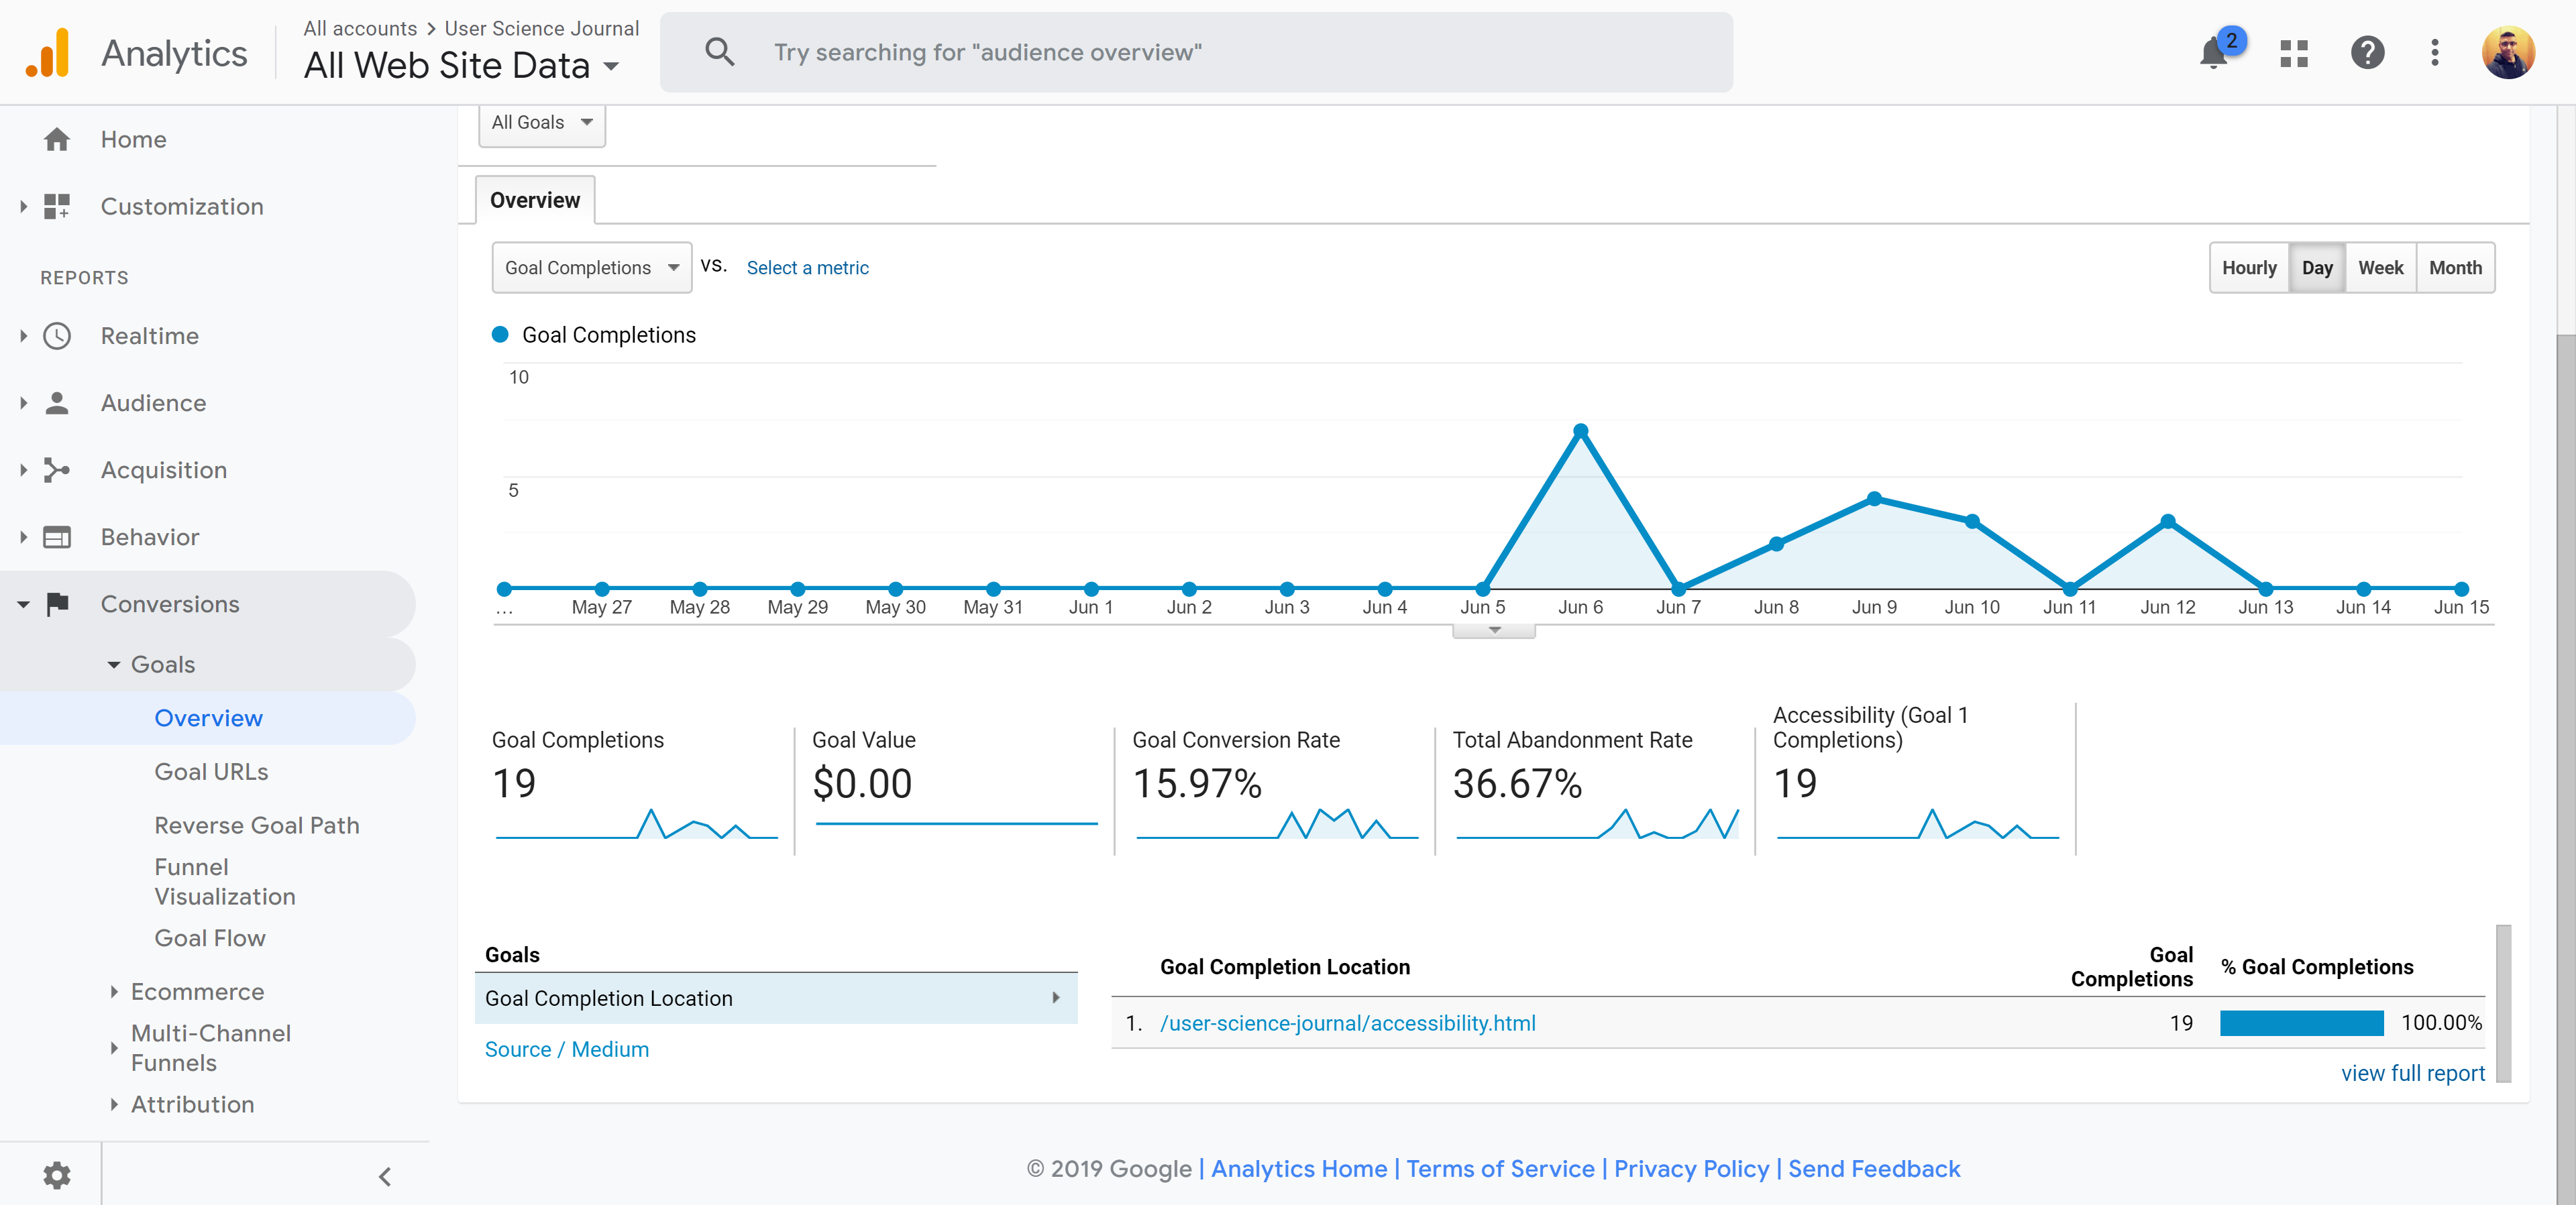 Analytics
All accounts > User Science Journal
All Web Site Data
Try searching for "audience overview"
2
Home
Customization
REPORTS
Realtime
Audience
Acquisition
Behavior
Conversions
Goals
Overview
Goal URLs
Reverse Goal Path
Funnel
Visualization
Goal Flow
Ecommerce
Multi-Channel
Funnels
Attribution
All Goals
Overview
Goal Completions vs. Select a metric
Hourly Day Week Month
Goal Completions
10
5
... May 27 May 28 May 29 May 30 May 31 Jun 1 Jun 2 Jun 3 Jun 4 Jun 5 Jun 6 Jun 7 Jun 8 Jun 9 Jun 10 Jun 11 Jun 12 Jun 13 Jun 14 Jun 15
Goal Completions
19
Goal Value
$0.00
Goal Conversion Rate
15.97%
Total Abandonment Rate
36.67%
Accessibility (Goal 1
Completions)
19
Goals
Goal Completion Location
Source / Medium
Goal Completion Location
Goal
Completions
% Goal Completions
1. /user-science-journal/accessibility.html 19 100.00%
view full report
© 2019 Google | Analytics Home | Terms of Service | Privacy Policy | Send Feedback